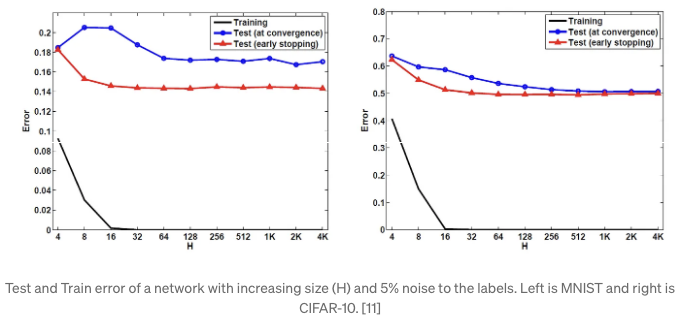 Training
Test (at convergence)
Test (early stopping)
0.2
0.18
0.16
0.14
0.12
0.1
0.08
0.06
0.04
0.02
0
Error
4 8 16 32 64 128 256 512 1K 2K 4K
H
Training
Test (at convergence)
Test (early stopping)
0.8
0.7
0.6
0.5
0.4
0.3
0.2
0.1
0
Error
4 8 16 32 64 128 256 512 1K 2K 4K
H
Test and Train error of a network with increasing size (H) and 5% noise to the labels. Left is MNIST and right is
CIFAR-10. [11]